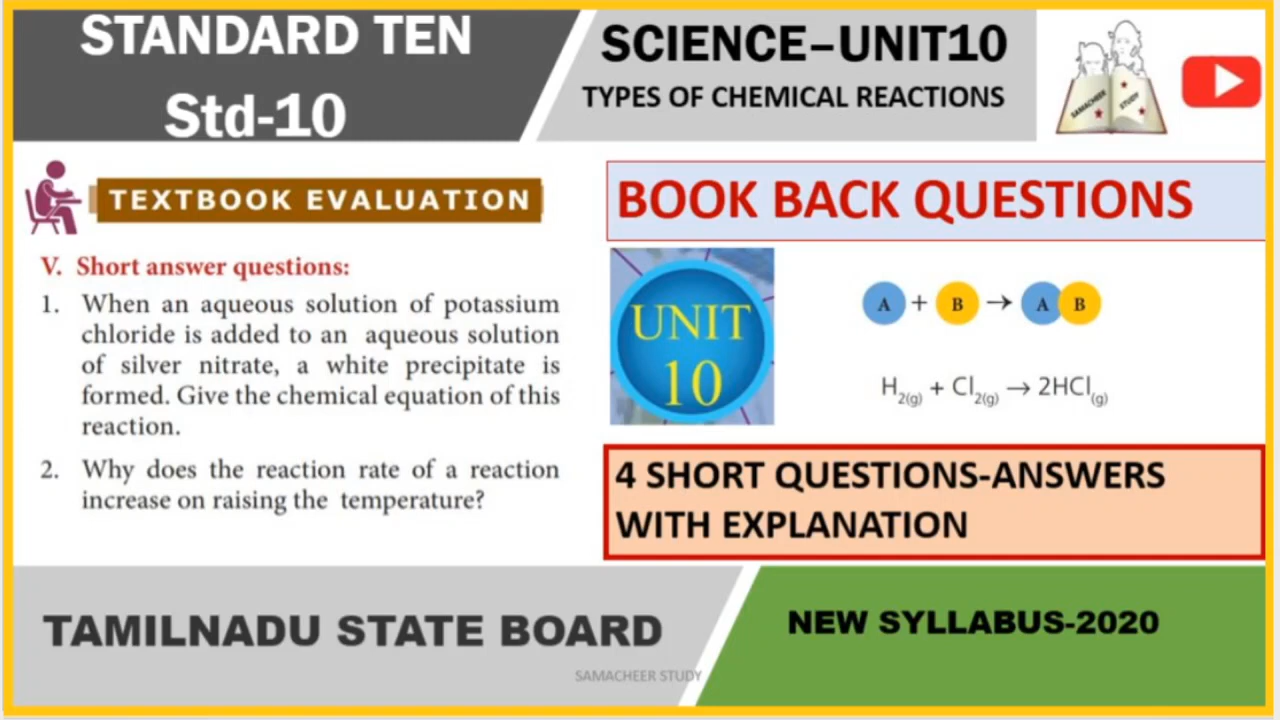 STANDARD TEN
Std-10
SCIENCE–UNIT10
TYPES OF CHEMICAL REACTIONS
SAMACHEER
STUDY
TEXTBOOK EVALUATION
V. Short answer questions:
1. When an aqueous solution of potassium
chloride is added to an aqueous solution
of silver nitrate, a white precipitate is
formed. Give the chemical equation of this
reaction.
2. Why does the reaction rate of a reaction
increase on raising the temperature?
BOOK BACK QUESTIONS
UNIT
10
A + B → A B
H2(g) + Cl2(g) → 2HCl(g)
4 SHORT QUESTIONS-ANSWERS
WITH EXPLANATION
TAMILNADU STATE BOARD
NEW SYLLABUS-2020
SAMACHEER STUDY